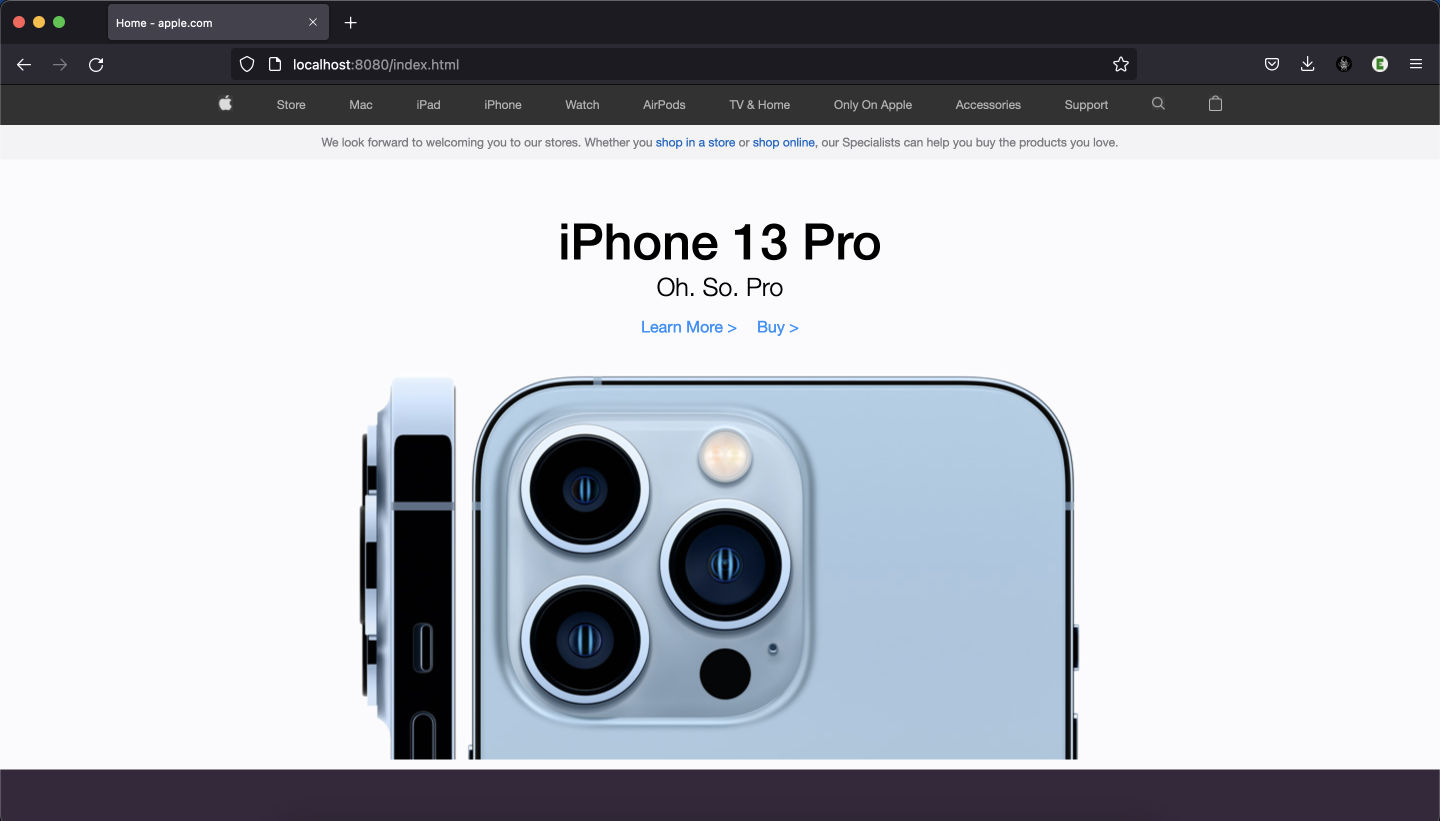 Home - apple.com
localhost:8080/index.html
E
Store Mac iPad iPhone Watch AirPods TV & Home Only On Apple Accessories Support
We look forward to welcoming you to our stores. Whether you shop in a store or shop online, our Specialists can help you buy the products you love.
iPhone 13 Pro
Oh. So. Pro
Learn More > Buy >